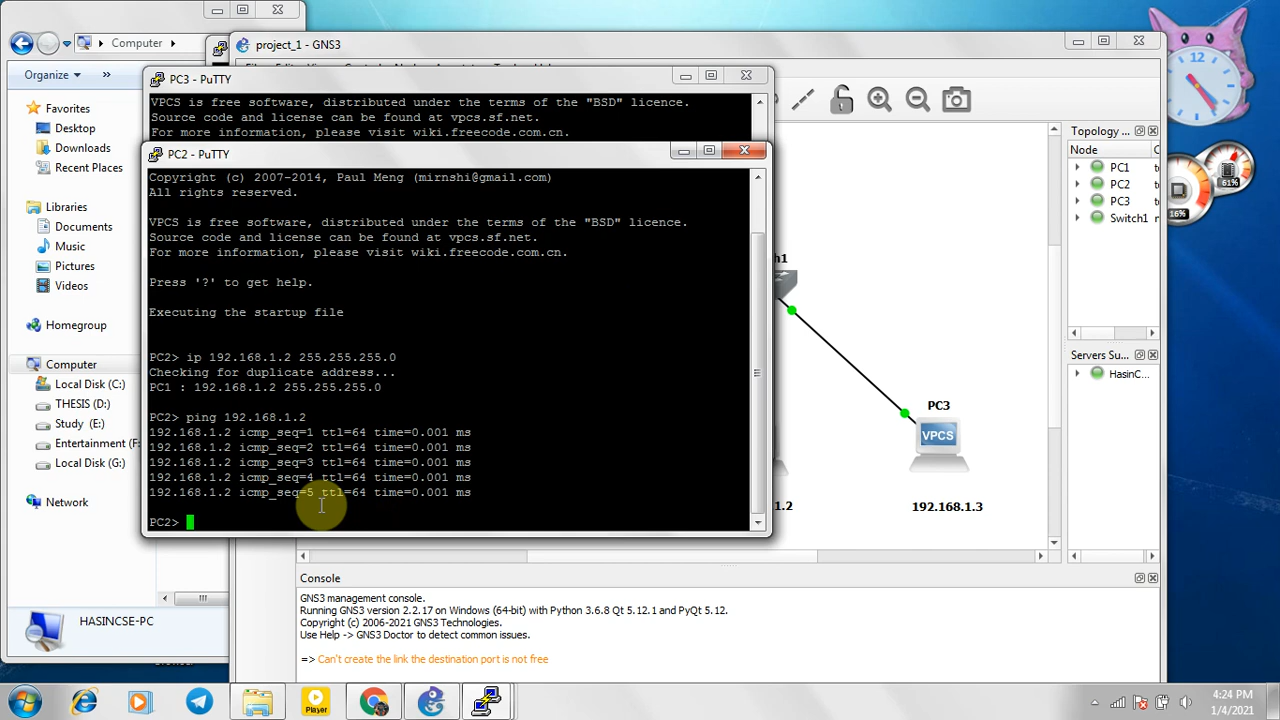 Computer
Organize
»
Favorites
Desktop
Downloads
Recent Places
Libraries
Documents
Music
Pictures
Videos
Homegroup
Computer
Local Disk (C:)
THESIS (D:)
Study (E:)
Entertainment (F:
Local Disk (G:)
Network
HASINCSE-PC
project_1 - GNS3
PC3 - PuTTY
VPCS is free software, distributed under the terms of the "BSD" licence.
Source code and license can be found at vpcs.sf.net.
For more information, please visit wiki.freecode.com.cn.
PC2 - PuTTY
Copyright (c) 2007-2014, Paul Meng (mirnshi@gmail.com)
All rights reserved.
VPCS is free software, distributed under the terms of the "BSD" licence.
Source code and license can be found at vpcs.sf.net.
For more information, please visit wiki.freecode.com.cn.
Press '?' to get help.
Executing the startup file
PC2> ip 192.168.1.2 255.255.255.0
Checking for duplicate address...
PC1 : 192.168.1.2 255.255.255.0
PC2> ping 192.168.1.2
192.168.1.2 icmp_seq=1 ttl=64 time=0.001 ms
192.168.1.2 icmp_seq=2 ttl=64 time=0.001 ms
192.168.1.2 icmp_seq=3 ttl=64 time=0.001 ms
192.168.1.2 icmp_seq=4 ttl=64 time=0.001 ms
192.168.1.2 icmp_seq=5 ttl=64 time=0.001 ms
PC2>
h1
PC3
VPCS
1.2
192.168.1.3
Topology ...
Node
PC1
PC2
PC3
Switch1
Servers Su...
HasinC...
Console
GNS3 management console.
Running GNS3 version 2.2.17 on Windows (64-bit) with Python 3.6.8 Qt 5.12.1 and PyQt 5.12.
Copyright (c) 2006-2021 GNS3 Technologies.
Use Help -> GNS3 Doctor to detect common issues.
=> Can't create the link the destination port is not free
12
61%
16%
Player
4:24 PM
1/4/2021